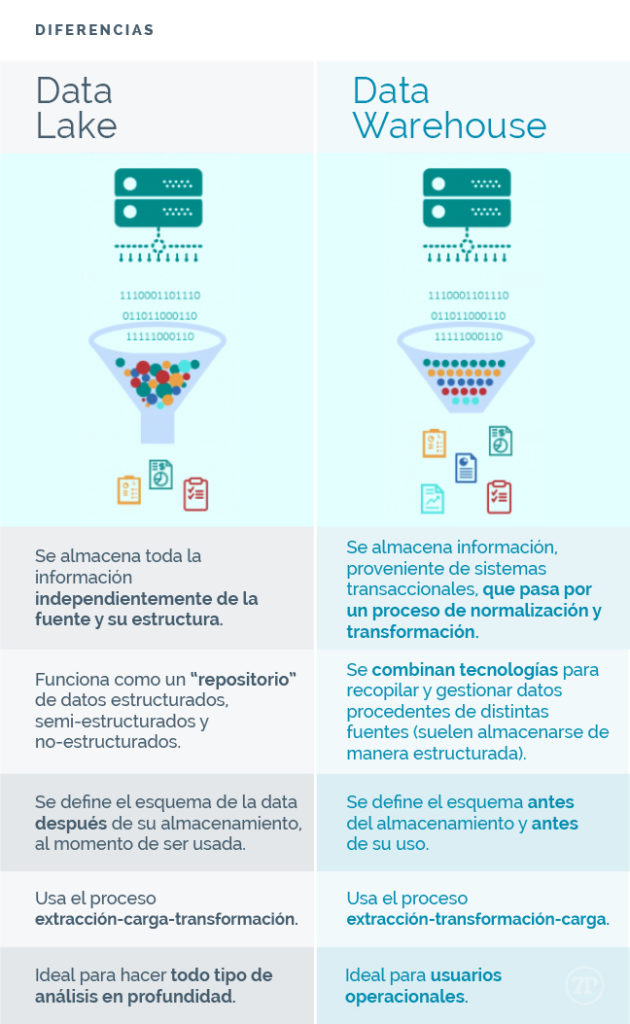 DIFERENCIAS
Data
Lake
Data
Warehouse
1110001101110
011011000110
11111000110
1110001101110
011011000110
11111000110
Se almacena toda la
información
independientemente de la
fuente y su estructura.
Se almacena información,
proveniente de sistemas
transaccionales, que pasa por
un proceso de normalización y
transformación.
Funciona como un “repositorio”
de datos estructurados,
semi-estructurados y
no-estructurados.
Se combinan tecnologías para
recopilar y gestionar datos
procedentes de distintas
fuentes (suelen almacenarse de
manera estructurada).
Se define el esquema de la data
después de su almacenamiento,
al momento de ser usada.
Se define el esquema antes
del almacenamiento y antes
de su uso.
Usa el proceso
extracción-carga-transformación.
Usa el proceso
extracción-transformación-carga.
Ideal para hacer todo tipo de
análisis en profundidad.
Ideal para usuarios
operacionales.